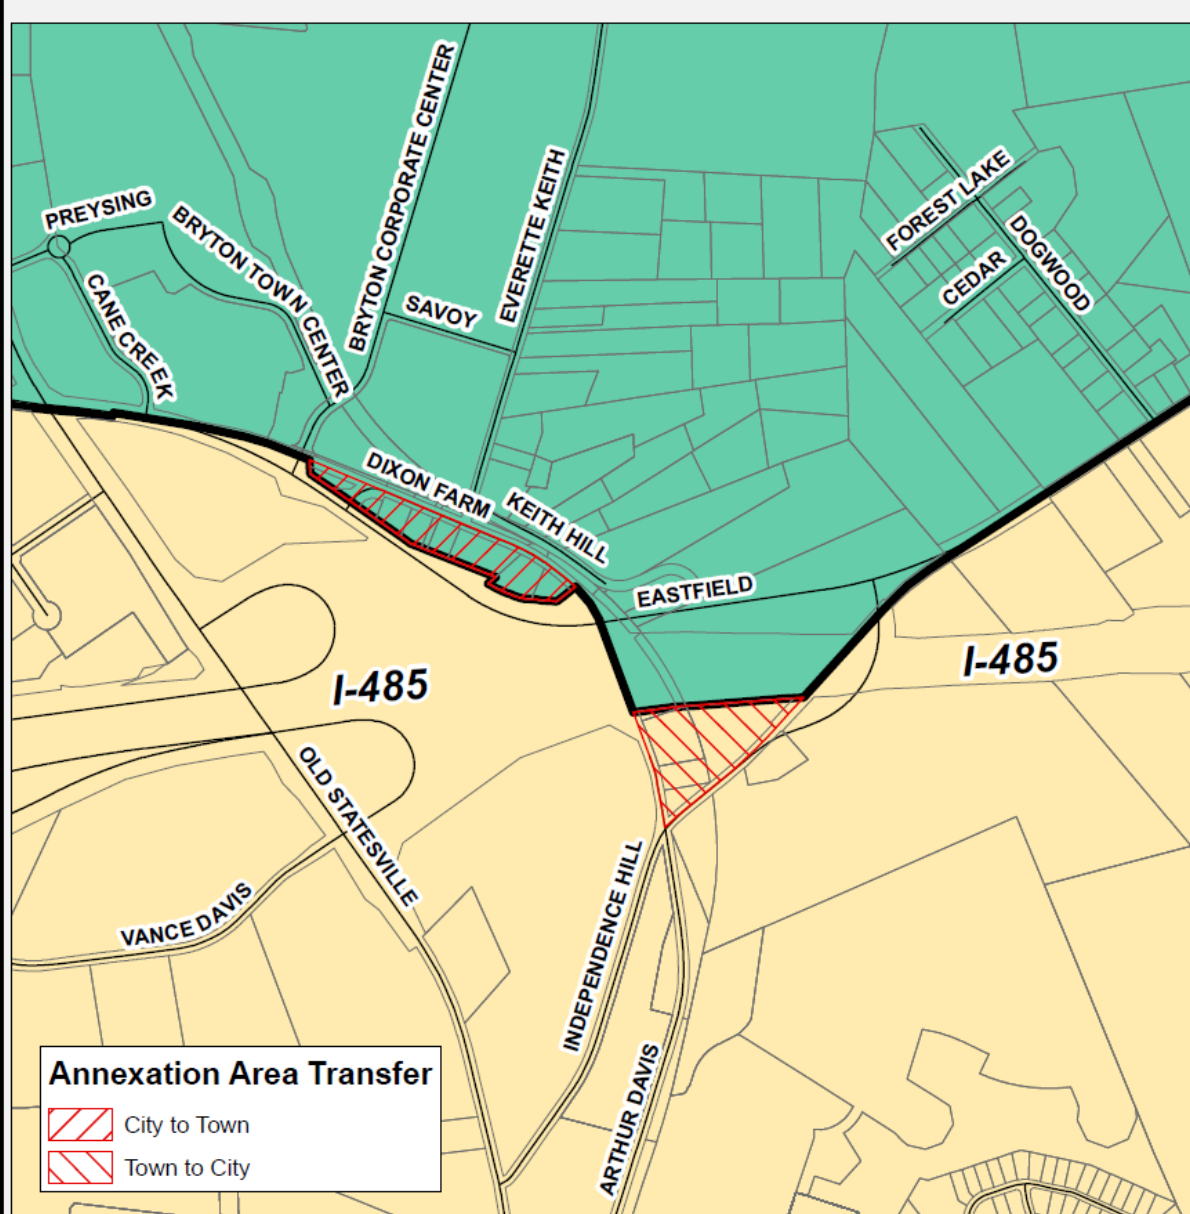 BRYTON CORPORATE CENTER
EVERETTE KEITH
FOREST LAKE
PREYSING
BRYTON TOWN CENTER
DOGWOOD
CEDAR
CANE CREEK
SAVOY
DIXON FARM
KEITH HILL
EASTFIELD
I-485
I-485
OLD STATESVILLE
VANCE DAVIS
INDEPENDENCE HILL
ARTHUR DAVIS
Annexation Area Transfer
City to Town
Town to City